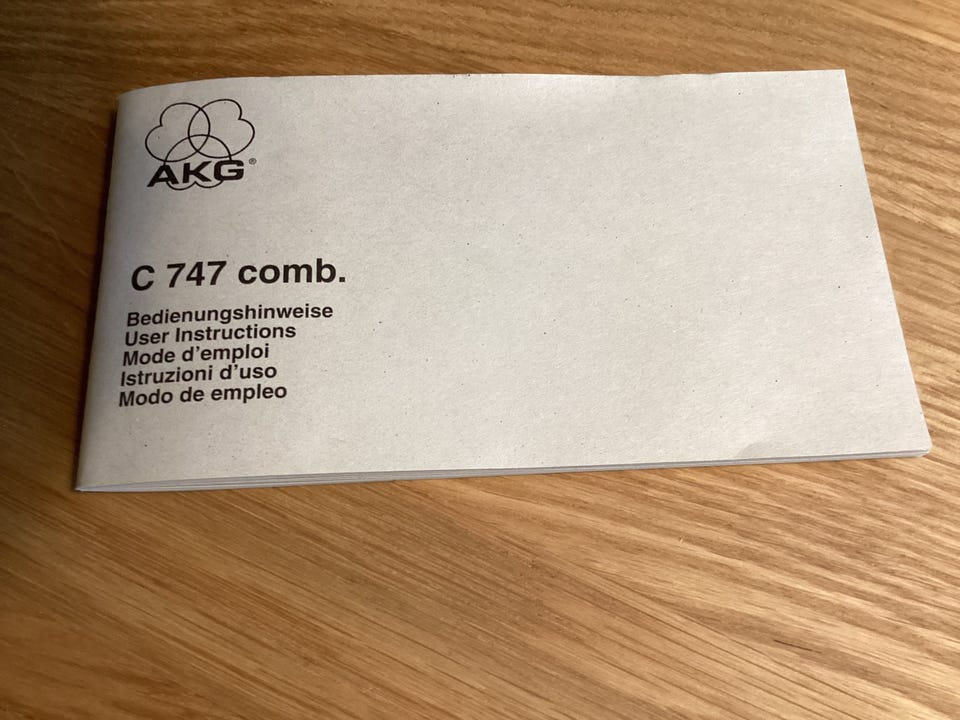 AKG®
C 747 comb.
Bedienungshinweise
User Instructions
Mode d'emploi
Istruzioni d'uso
Modo de empleo